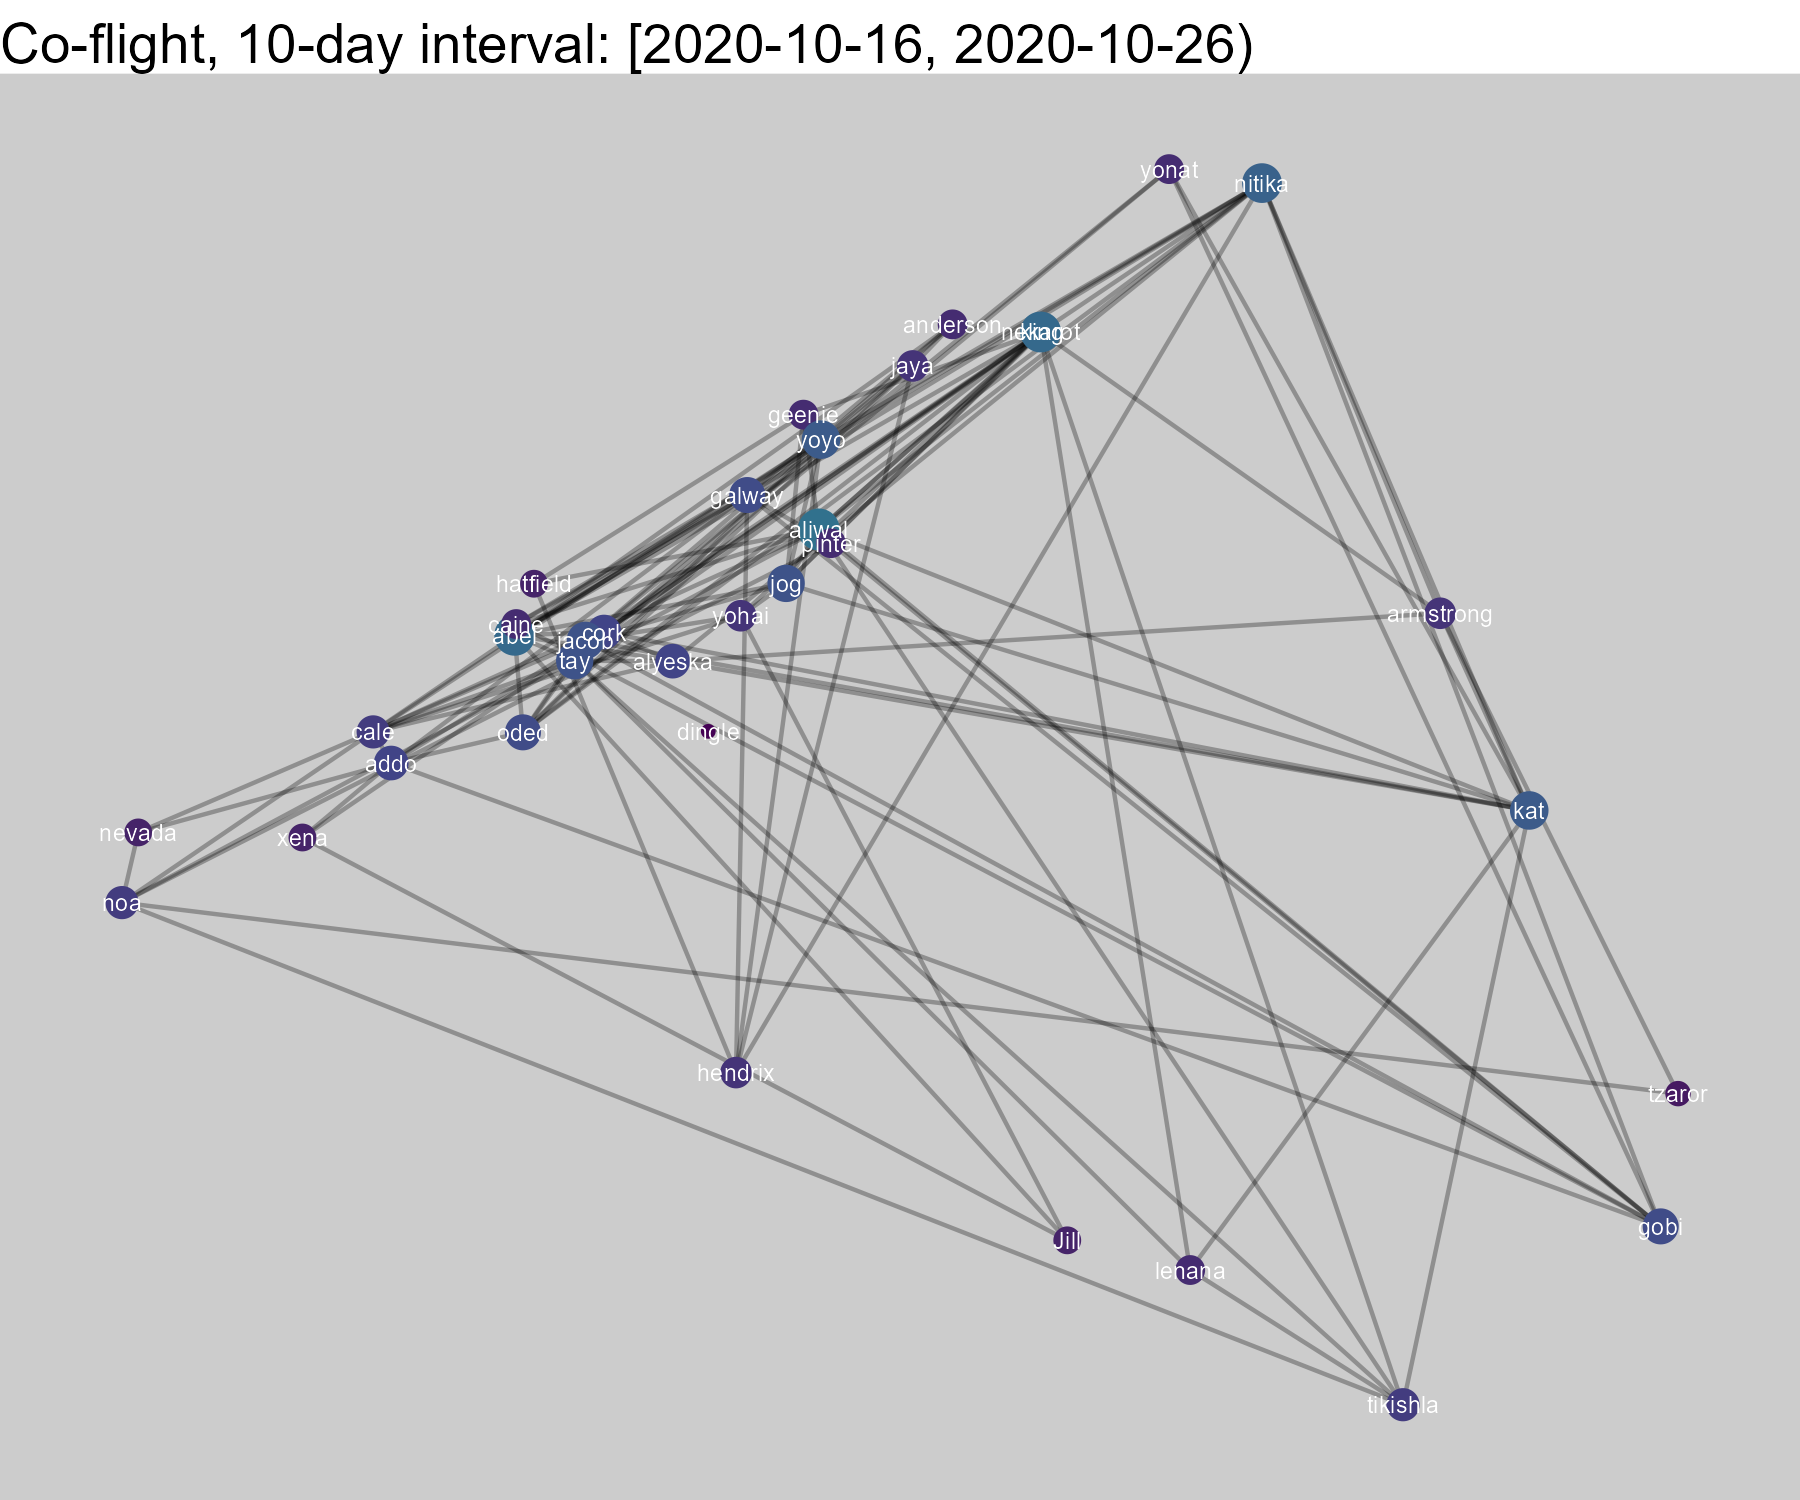 Co-flight, 10-day interval: [2020-10-16, 2020-10-26)
yonat
nitika
anderson
nekarot
king
jaya
geenie
yoyo
galway
aliwal
pinter
hatfield
jog
caine
abel
yohai
armstrong
cork
jacob
tay
alyeska
cale
oded
dingle
addo
kat
nevada
xena
noa
hendrix
tzaror
gobi
Jill
lenana
tikishla